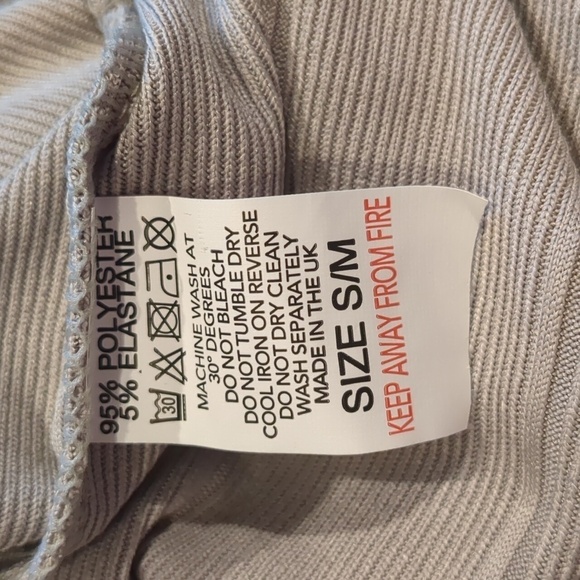 95% POLYESTER
5% ELASTANE
30
MACHINE WASH AT
30° DEGREES
DO NOT BLEACH
DO NOT TUMBLE DRY
COOL IRON ON REVERSE
DO NOT DRY CLEAN
WASH SEPARATELY
MADE IN THE UK
SIZE S/M
KEEP AWAY FROM FIRE